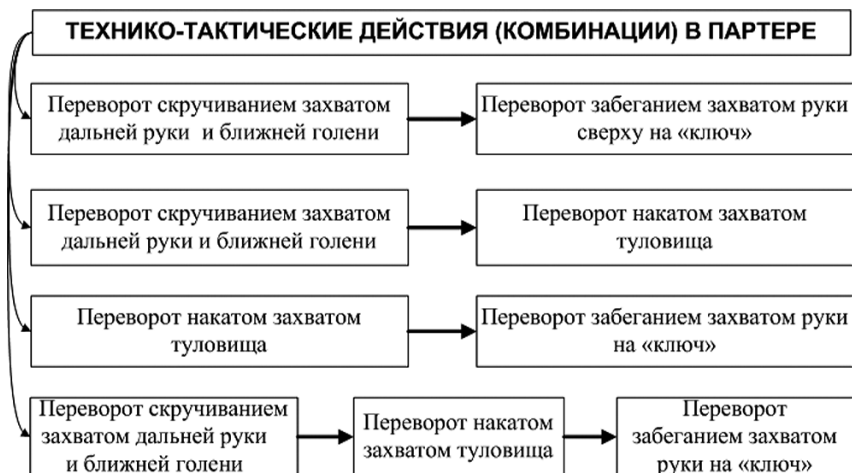 ТЕХНИКО-ТАКТИЧЕСКИЕ ДЕЙСТВИЯ (КОМБИНАЦИИ) В ПАРТЕРЕ
Переворот скручиванием захватом
дальней руки и ближней голени
Переворот забеганием захватом руки
сверху на «ключ»
Переворот скручиванием захватом
дальней руки и ближней голени
Переворот накатом захватом
туловища
Переворот накатом захватом
туловища
Переворот забеганием захватом руки
на «ключ»
Переворот скручиванием
захватом дальней руки
и ближней голени
Переворот накатом
захватом туловища
Переворот
забеганием захватом
руки на «ключ»